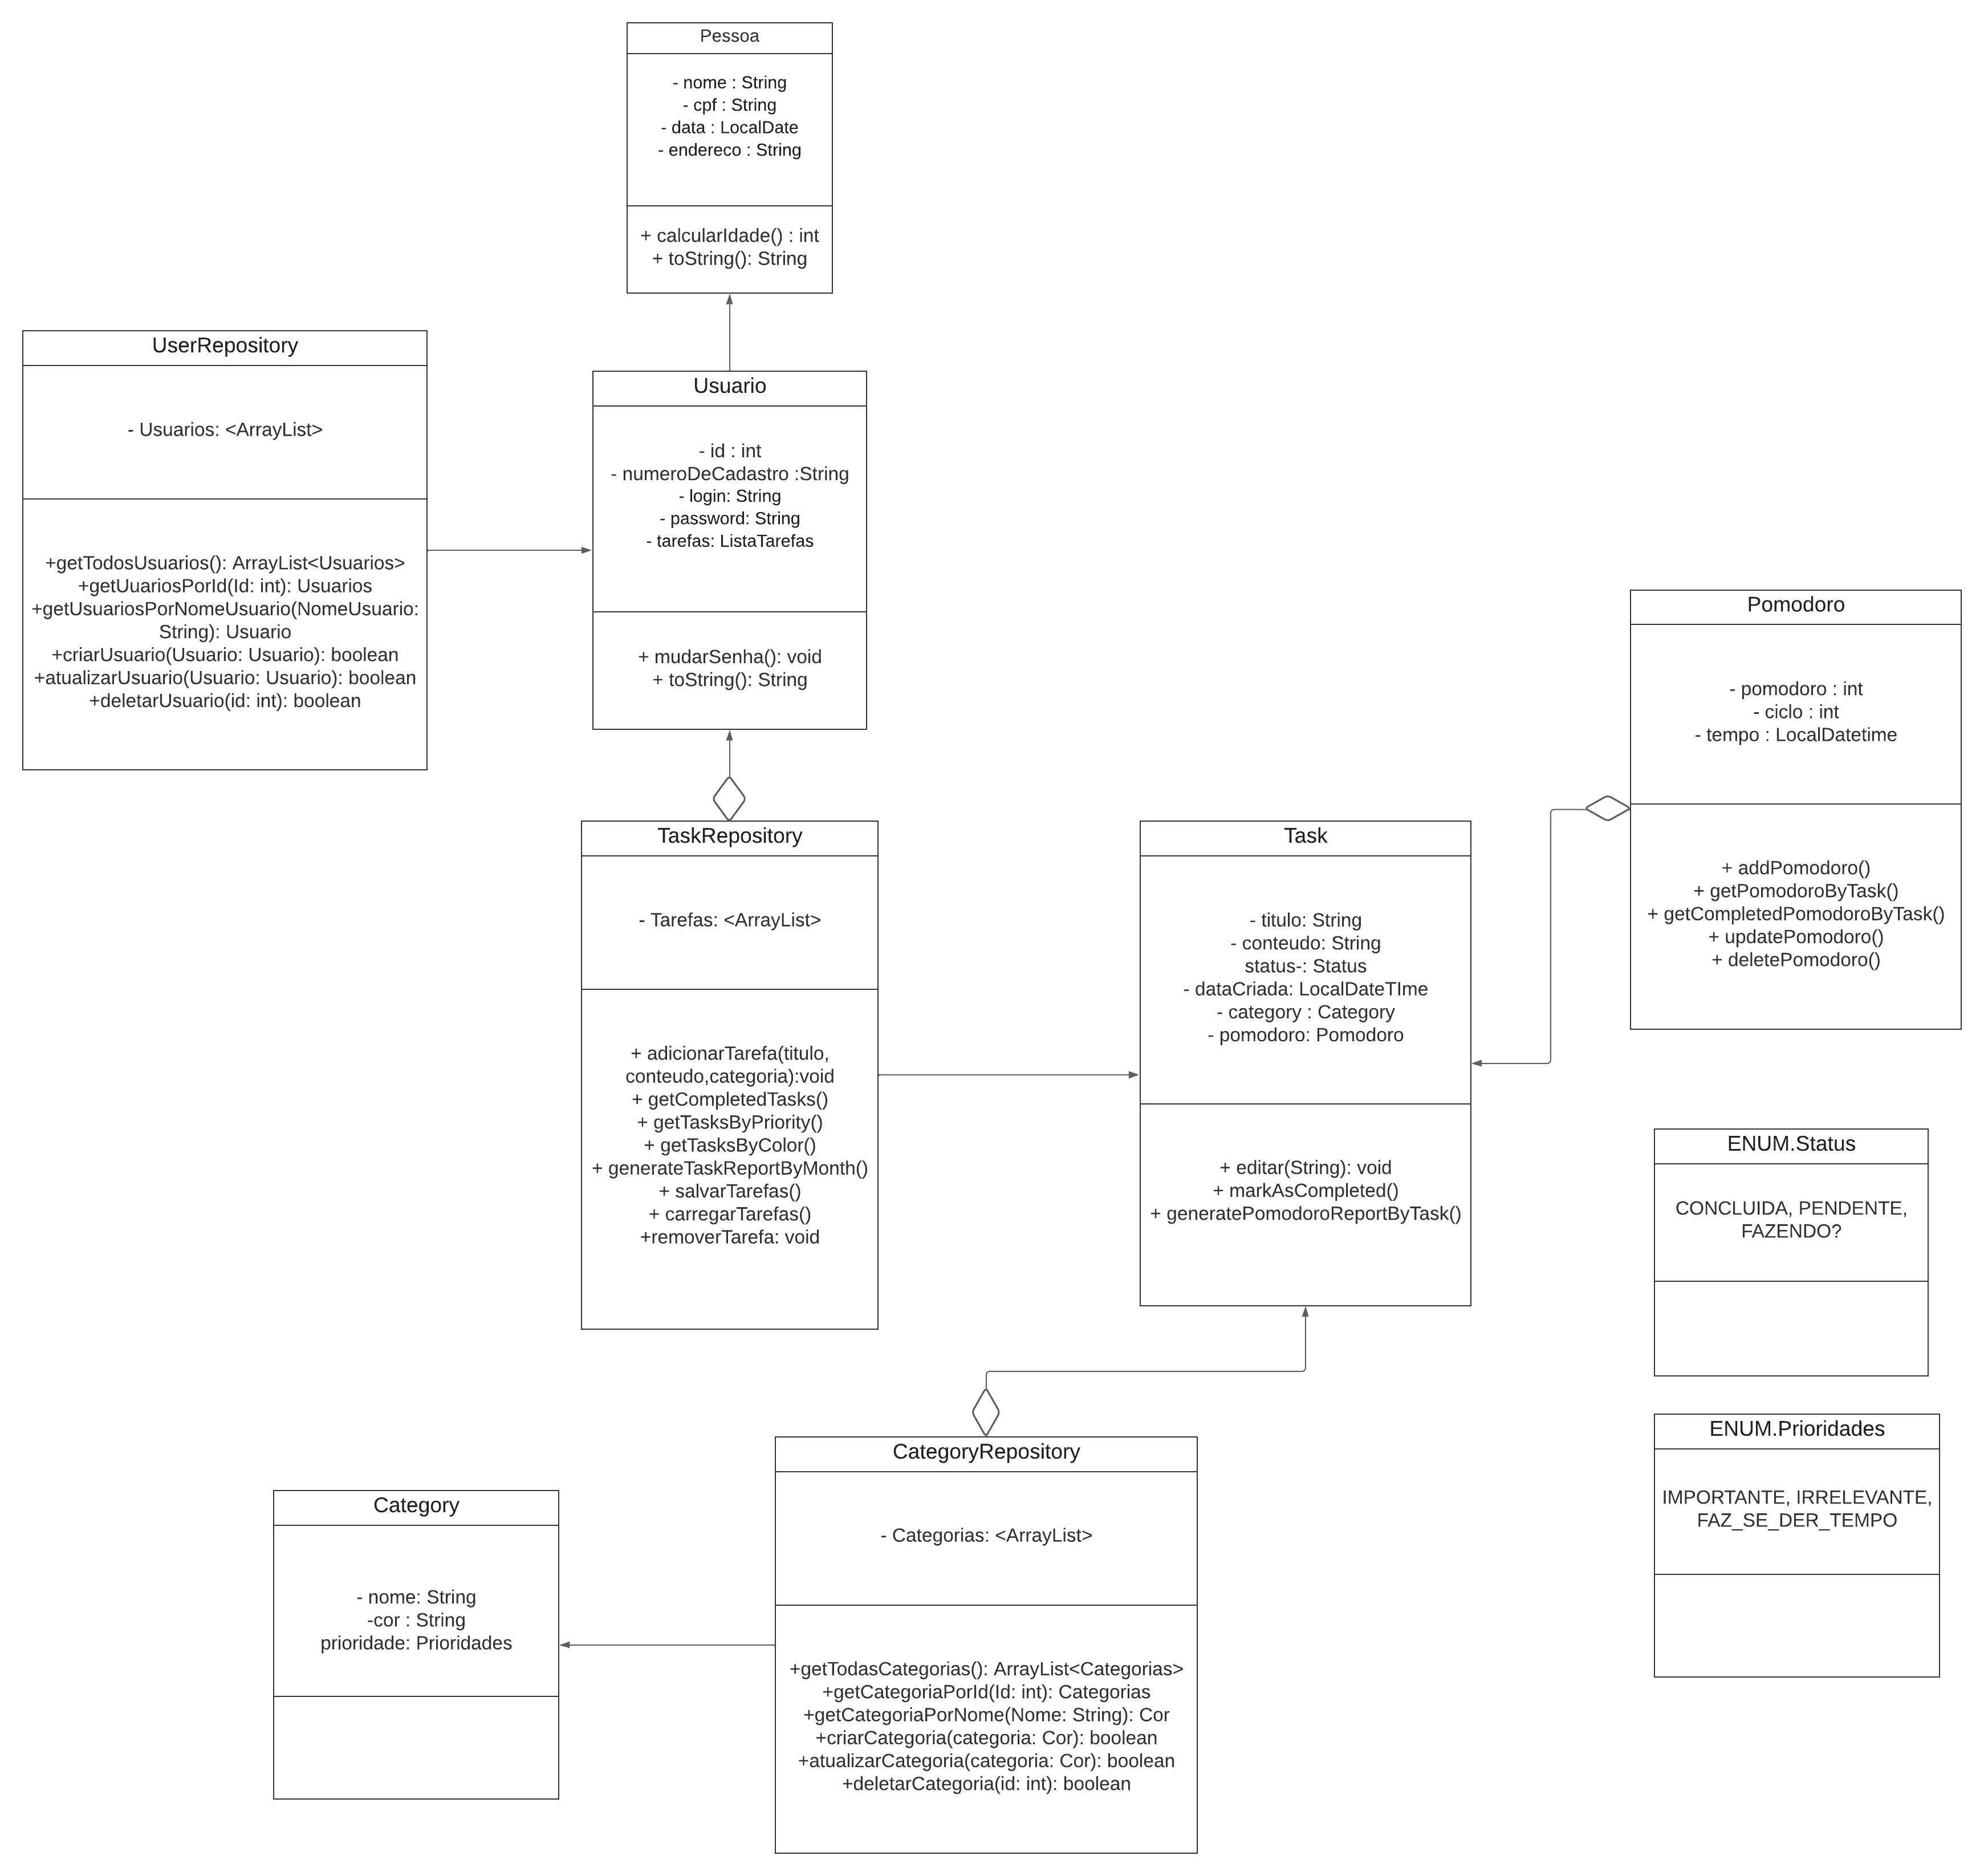 Pessoa
- nome : String
- cpf : String
- data : LocalDate
- endereco : String
+ calcularIdade() : int
+ toString(): String
UserRepository
- Usuarios: <ArrayList>
+getTodosUsuarios(): ArrayList<Usuarios>
+getUuariosPorId(Id: int): Usuarios
+getUsuariosPorNomeUsuario(NomeUsuario:
String): Usuario
+criarUsuario(Usuario: Usuario): boolean
+atualizarUsuario(Usuario: Usuario): boolean
+deletarUsuario(id: int): boolean
Usuario
- id : int
- numeroDeCadastro :String
- login: String
- password: String
- tarefas: ListaTarefas
+ mudarSenha(): void
+ toString(): String
Pomodoro
- pomodoro : int
- ciclo : int
- tempo : LocalDatetime
+ addPomodoro()
+ getPomodoroByTask()
+ getCompletedPomodoroByTask()
+ updatePomodoro()
+ deletePomodoro()
TaskRepository
- Tarefas: <ArrayList>
+ adicionarTarefa(titulo,
conteudo,categoria):void
+ getCompletedTasks()
+ getTasksByPriority()
+ getTasksByColor()
+ generateTaskReportByMonth()
+ salvarTarefas()
+ carregarTarefas()
+removerTarefa: void
Task
- titulo: String
- conteudo: String
status-: Status
- dataCriada: LocalDateTIme
- category : Category
- pomodoro: Pomodoro
+ editar(String): void
+ markAsCompleted()
+ generatePomodoroReportByTask()
ENUM.Status
CONCLUIDA, PENDENTE,
FAZENDO?
ENUM.Prioridades
IMPORTANTE, IRRELEVANTE,
FAZ_SE_DER_TEMPO
CategoryRepository
- Categorias: <ArrayList>
+getTodasCategorias(): ArrayList<Categorias>
+getCategoriaPorId(Id: int): Categorias
+getCategoriaPorNome(Nome: String): Cor
+criarCategoria(categoria: Cor): boolean
+atualizarCategoria(categoria: Cor): boolean
+deletarCategoria(id: int): boolean
Category
- nome: String
-cor : String
prioridade: Prioridades